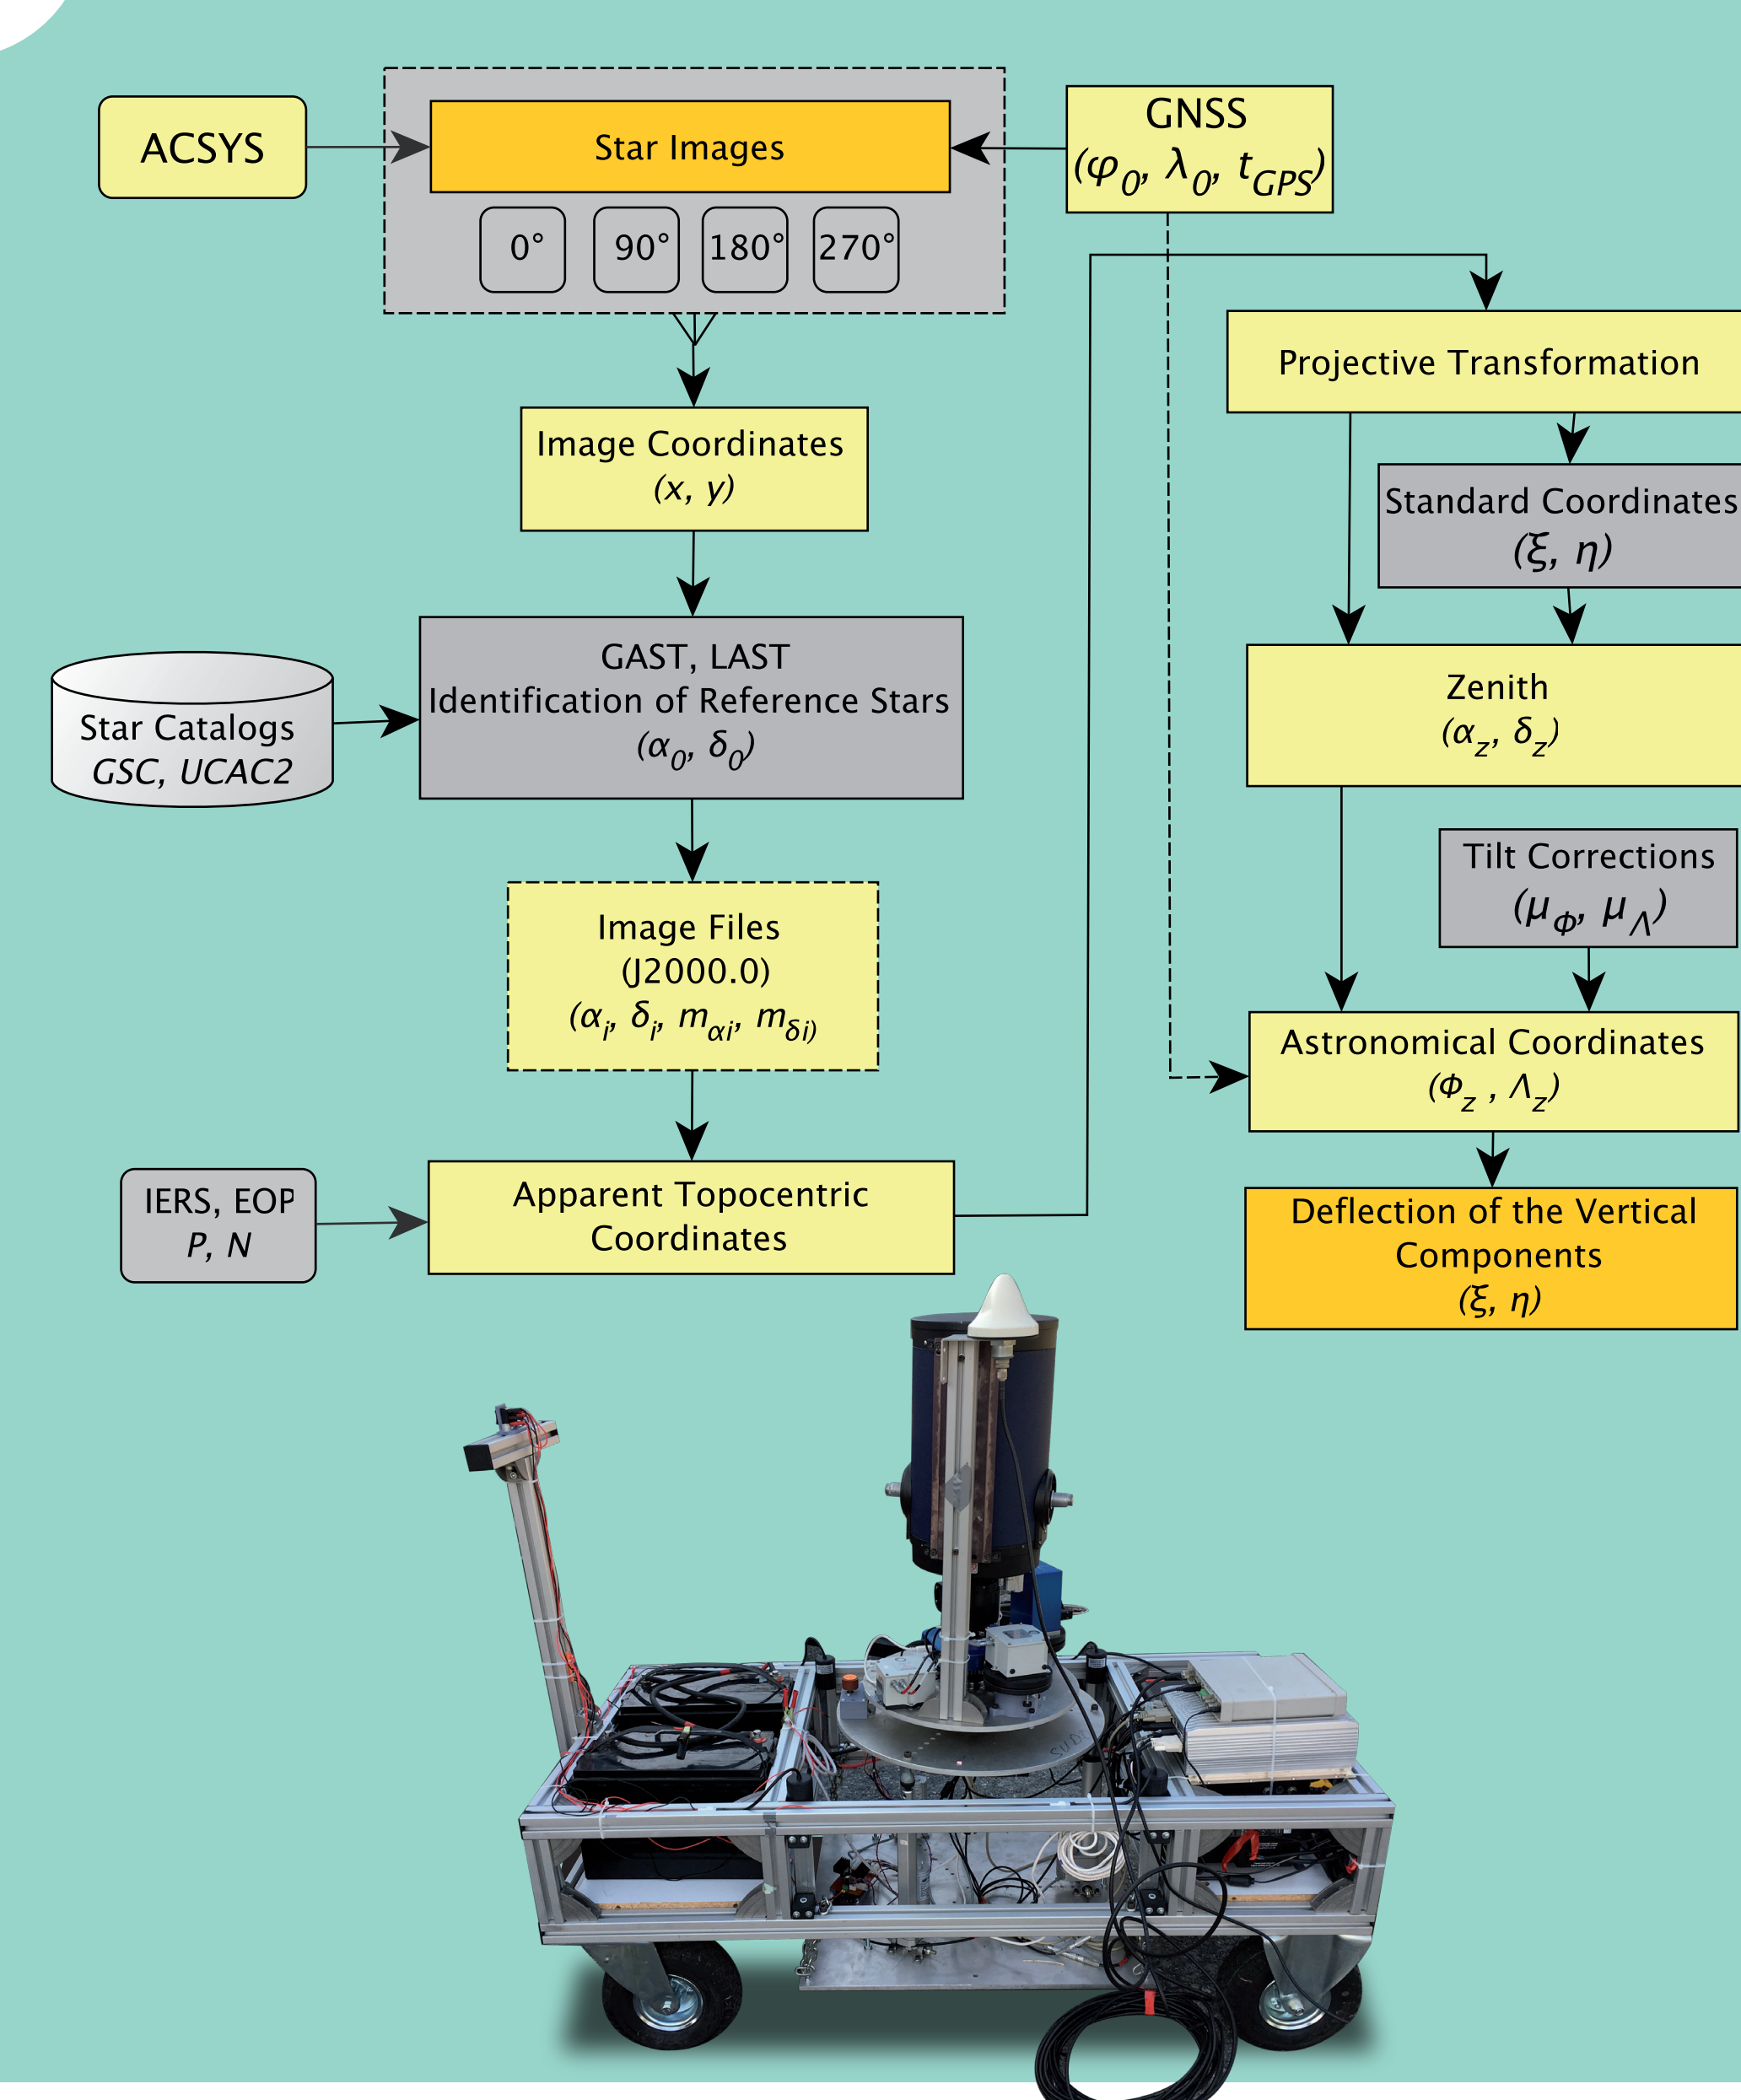 ACSYS
Star Images
0° 90° 180° 270°
GNSS
(φ0, λ0, tGPS)
Image Coordinates
(x, y)
Star Catalogs
GSC, UCAC2
GAST, LAST
Identification of Reference Stars
(α0, δ0)
Image Files
(J2000.0)
(αi, δi, mαi, mδi)
IERS, EOP
P, N
Apparent Topocentric
Coordinates
Projective Transformation
Standard Coordinates
(ξ, η)
Zenith
(αz, δz)
Tilt Corrections
(μΦ, μΛ)
Astronomical Coordinates
(Φz , Λz)
Deflection of the Vertical
Components
(ξ, η)